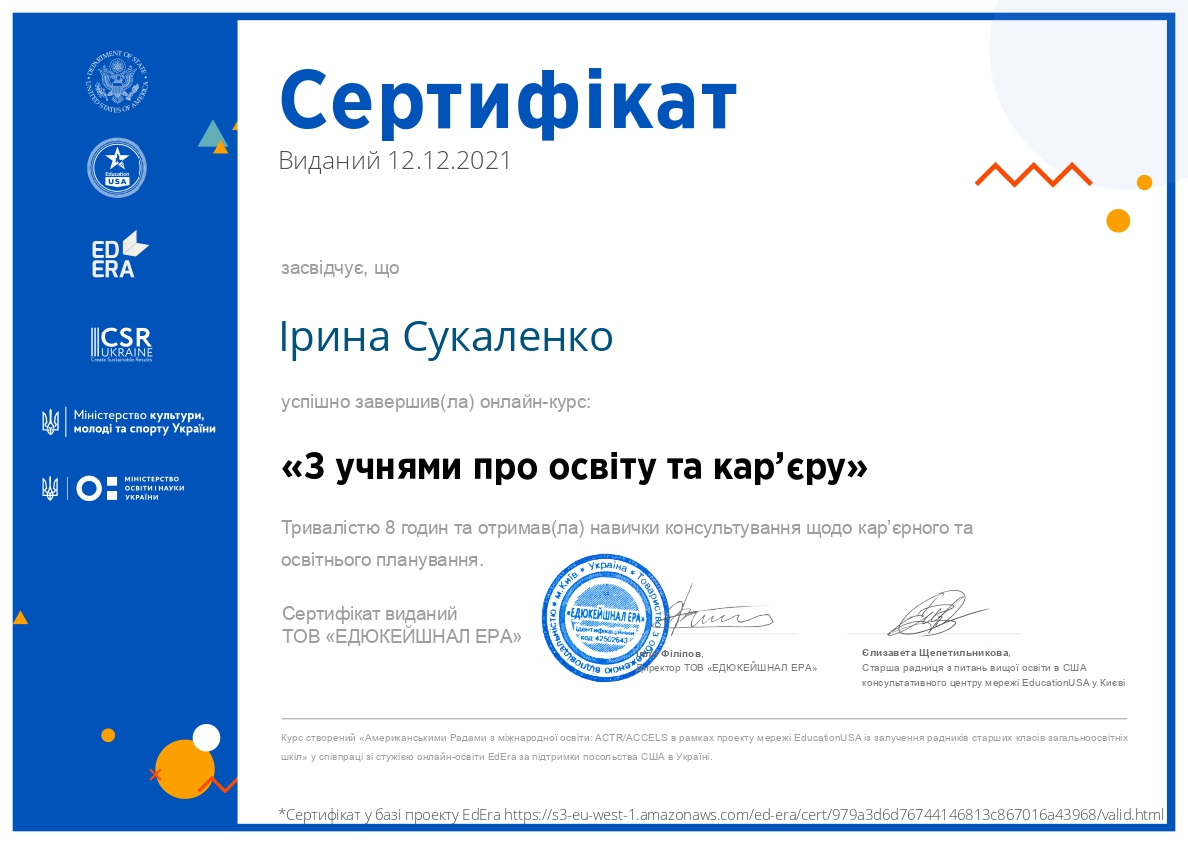 DEPARTMENT OF STATE
UNITED STATES OF AMERICA
Education
USA
ED
ERA
CSR
UKRAINE
Create Sustainable Results
Міністерство культури,
молоді та спорту України
МІНІСТЕРСТВО
ОСВІТИ І НАУКИ
УКРАЇНИ
Сертифікат
Виданий 12.12.2021
засвідчує, що
Ірина Сукаленко
успішно завершив(ла) онлайн-курс:
«З учнями про освіту та кар’єру»
Тривалістю 8 годин та отримав(ла) навички консультування щодо кар’єрного та
освітнього планування.
Сертифікат виданий
ТОВ «ЕДЮКЕЙШНАЛ ЕРА»
м.Київ * Україна * Товариство з обмеженою відповідальністю
«ЕДЮКЕЙШНАЛ ЕРА»
ідентифікаційний
код 42502643
Філіпов,
Директор ТОВ «ЕДЮКЕЙШНАЛ ЕРА»
Єлизавета Щепетильникова,
Старша радниця з питань вищої освіти в США
консультативного центру мережі EducationUSA у Києві
Курс створений «Американськими Радами з міжнародної освіти: ACTR/ACCELS в рамках проекту мережі EducationUSA із залучення радників старших класів загальноосвітніх
шкіл» у співпраці зі стужією онлайн-освіти EdEra за підтримки посольства США в Україні.
*Сертифікат у базі проекту EdEra https://s3-eu-west-1.amazonaws.com/ed-era/cert/979a3d6d76744146813c867016a43968/valid.html